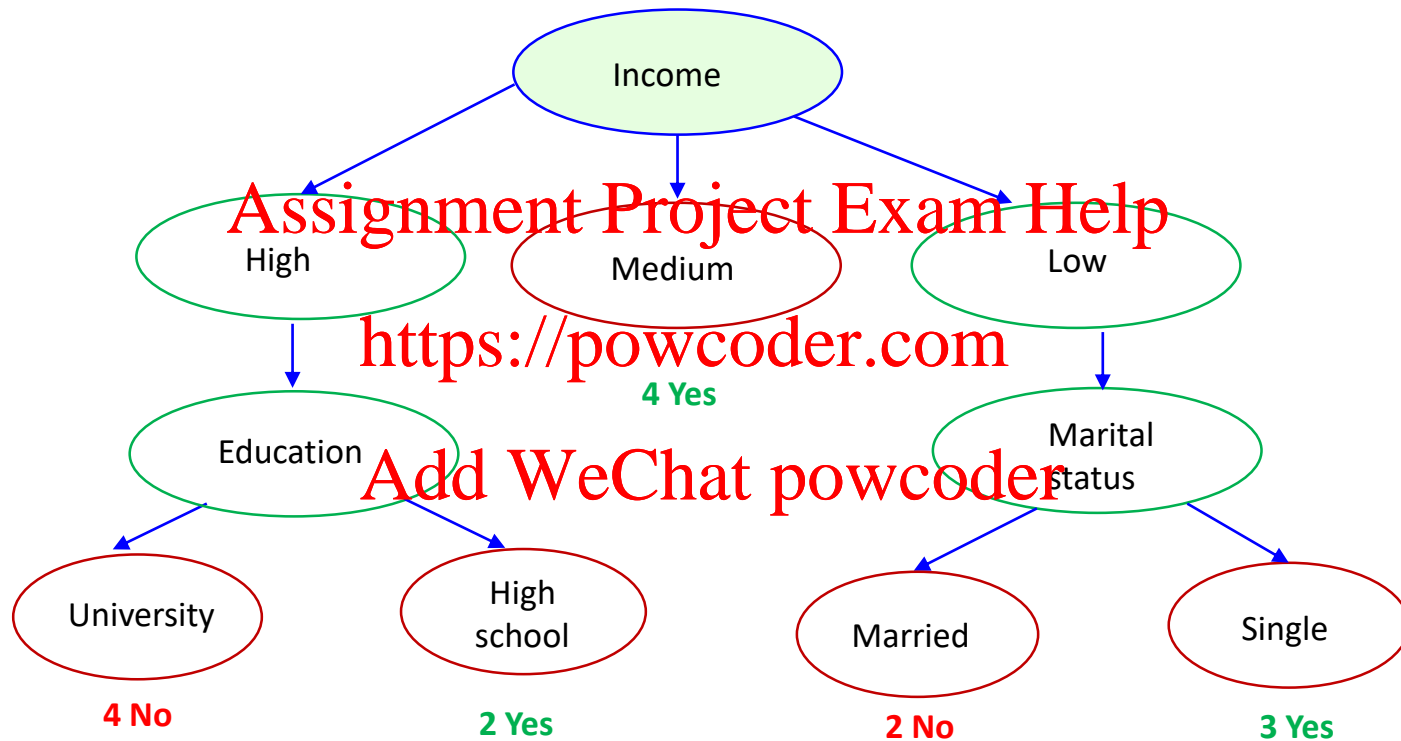 Income
Assignment Project Exam Help
High
Medium
Low
https://powcoder.com
4 Yes
Education
Marital
status
Add WeChat powcoder
University
High
school
Married
Single
4 No
2 Yes
2 No
3 Yes